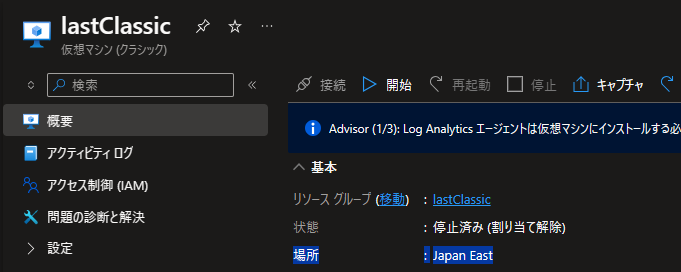 lastClassic
仮想マシン (クラシック)
検索
接続 開始 再起動 停止 キャプチャ
概要
Advisor (1/3): Log Analytics エージェントは仮想マシンにインストールする必
アクティビティ ログ
基本
アクセス制御 (IAM)
リソース グループ (移動) : lastClassic
問題の診断と解決
状態 : 停止済み (割り当て解除)
設定
場所 : Japan East